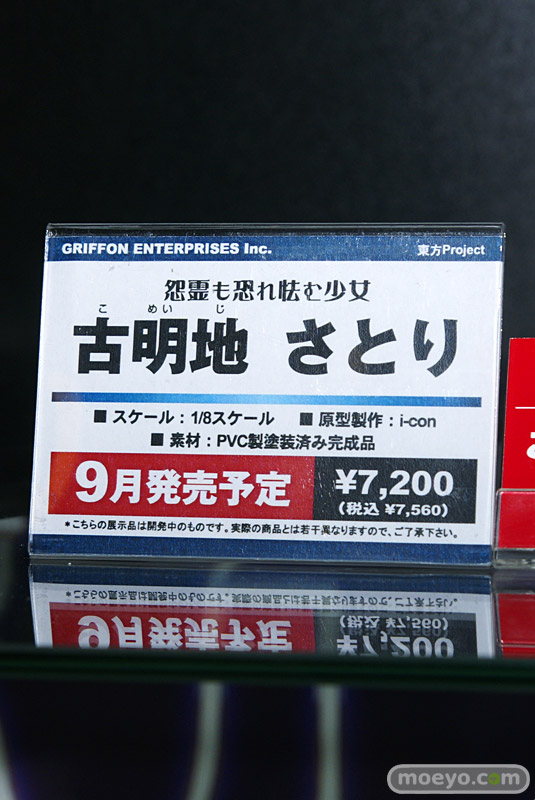 GRIFFON ENTERPRISES Inc. 東方Project
怨霊も恐れ怯む少女
こ めい じ
古明地 さとり
■ スケール：1/8スケール ■ 原型製作：i-con
■ 素材：PVC製塗装済み完成品
9月発売予定 ¥7,200
(税込 ¥7,560)
＊こちらの展示品は開発中のものです。実際の商品とは若干異なりますので、ご了承下さい。
moeyo.com